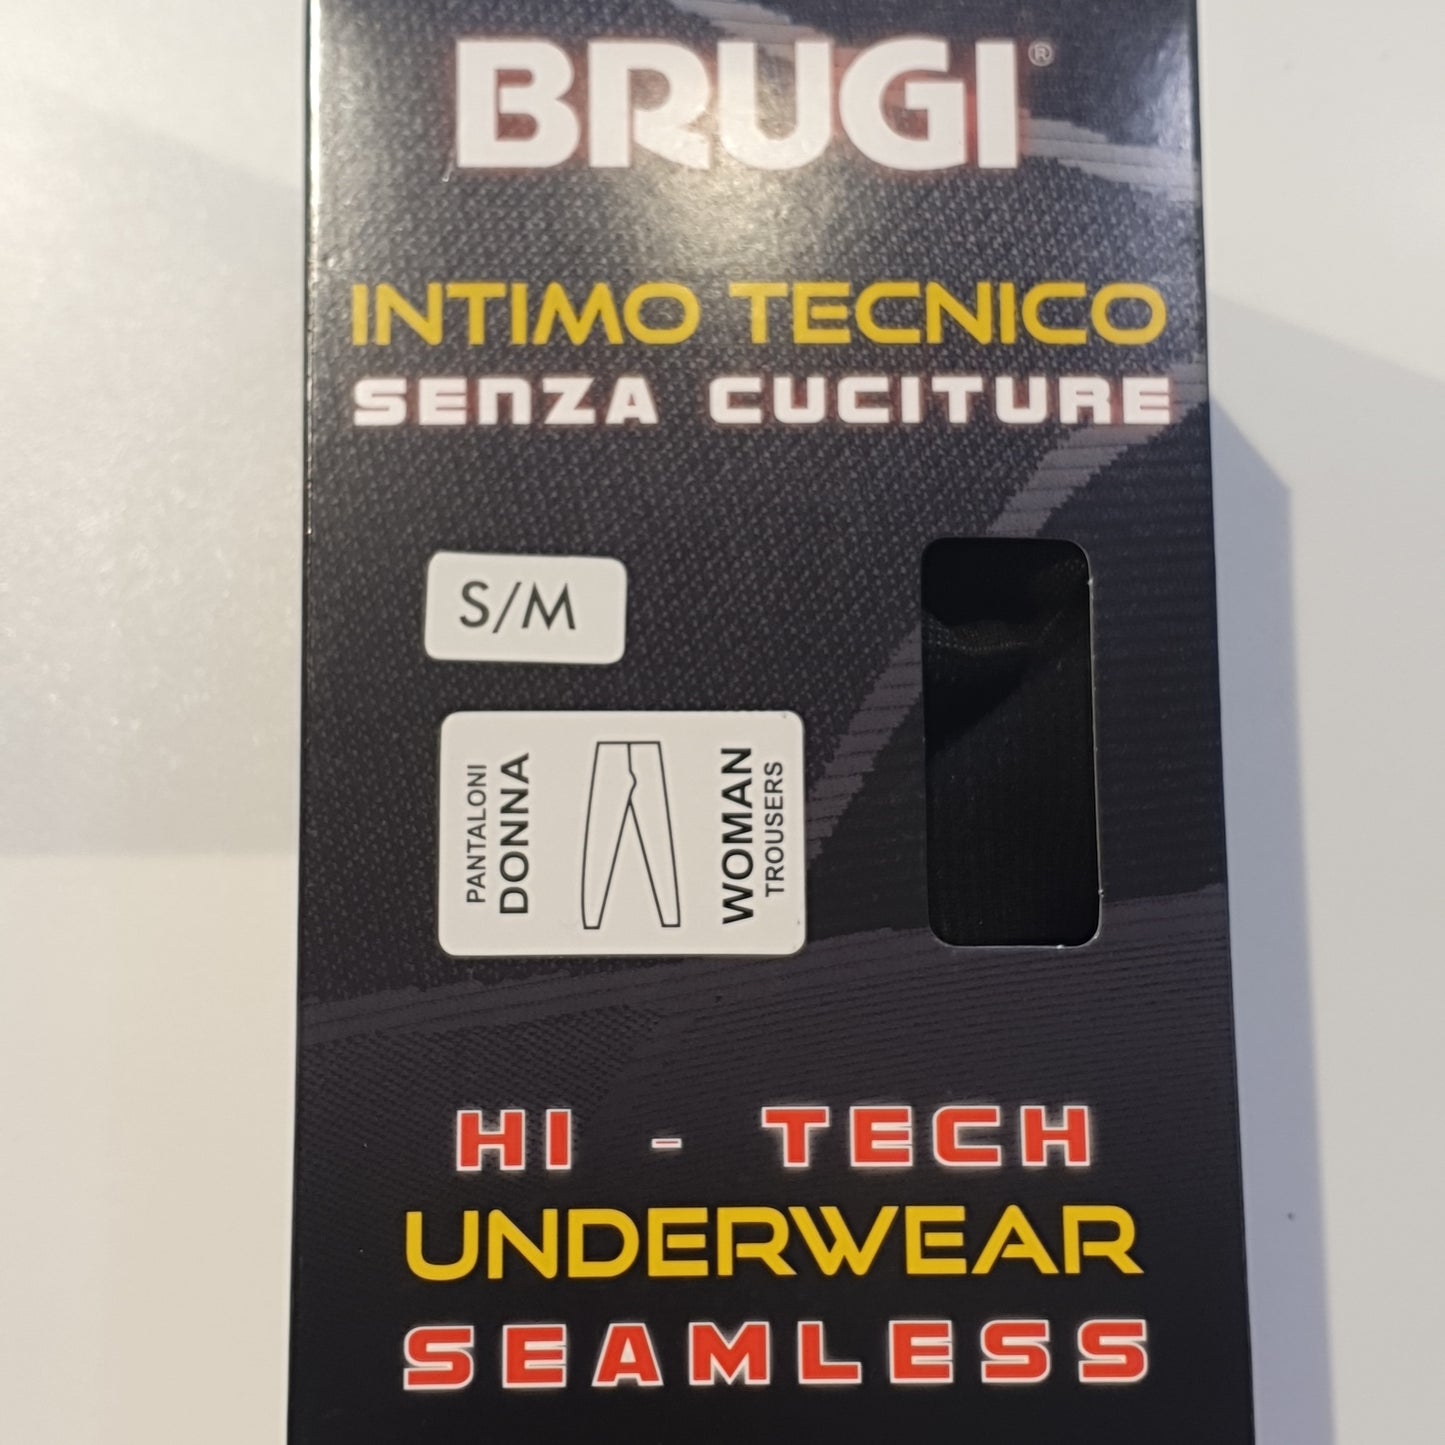 BRUGI®
INTIMO TECNICO
SENZA CUCITURE
S/M
PANTALONI
DONNA
WOMAN
TROUSERS
HI - TECH
UNDERWEAR
SEAMLESS